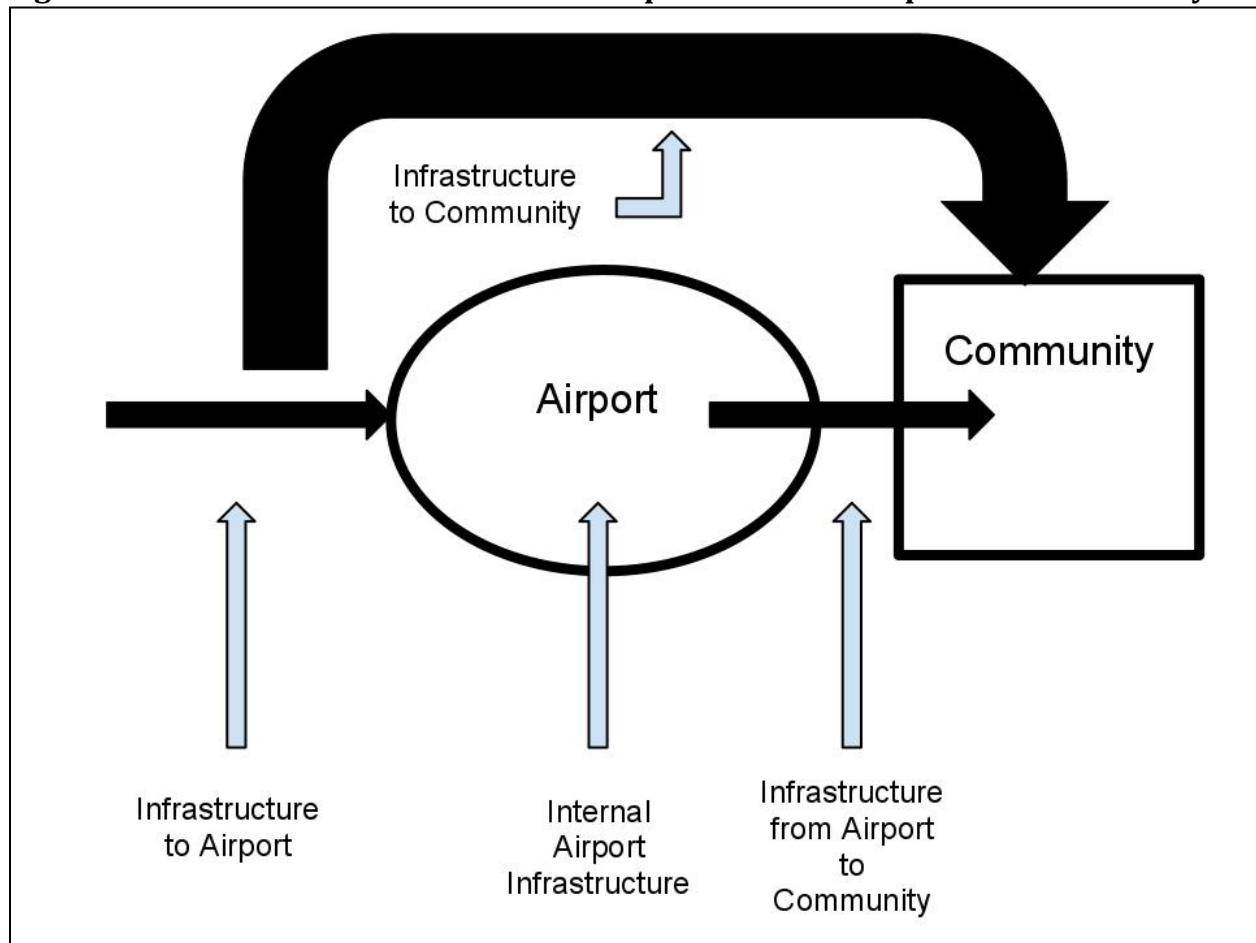 Infrastructure
to Community
Airport
Community
Infrastructure
to Airport
Internal
Airport
Infrastructure
Infrastructure
from Airport
to
Community